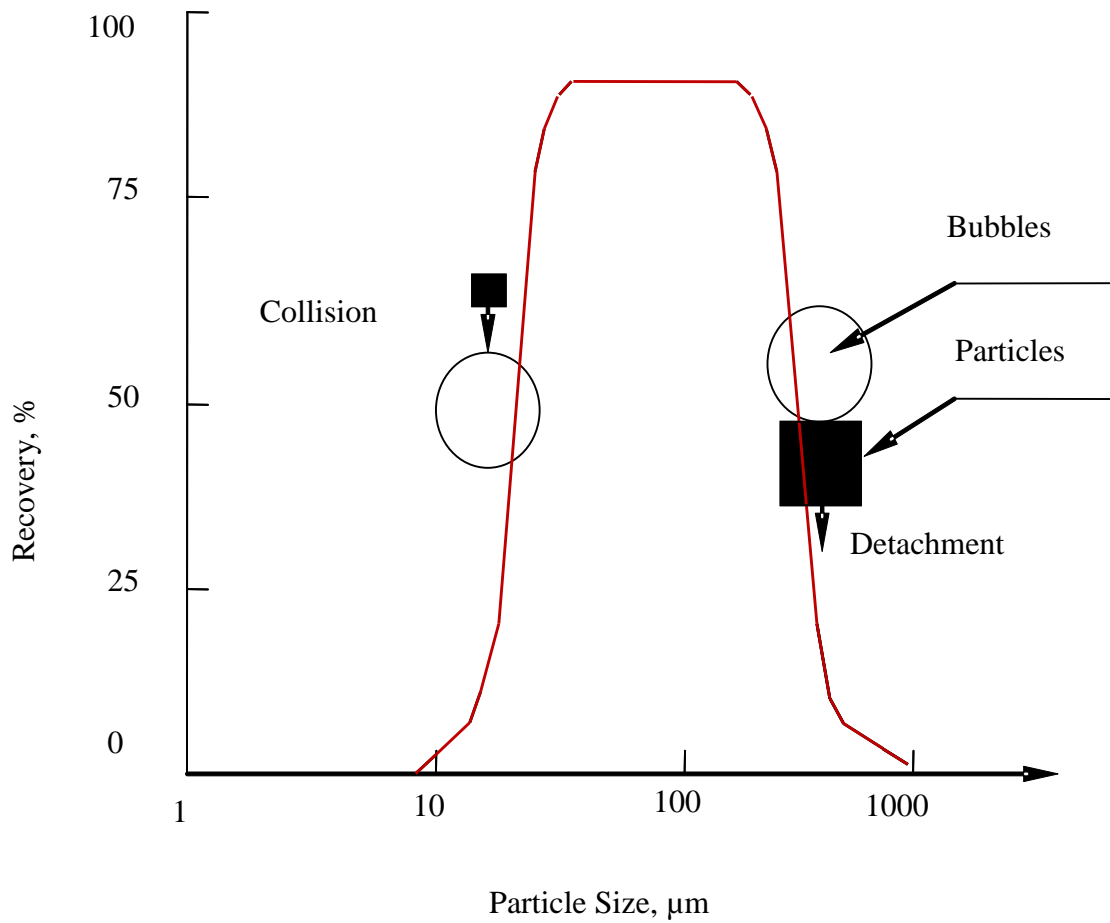 100
75
Bubbles
Collision
Particles
50
Recovery, %
Detachment
25
0
1
10
100
1000
Particle Size, µm